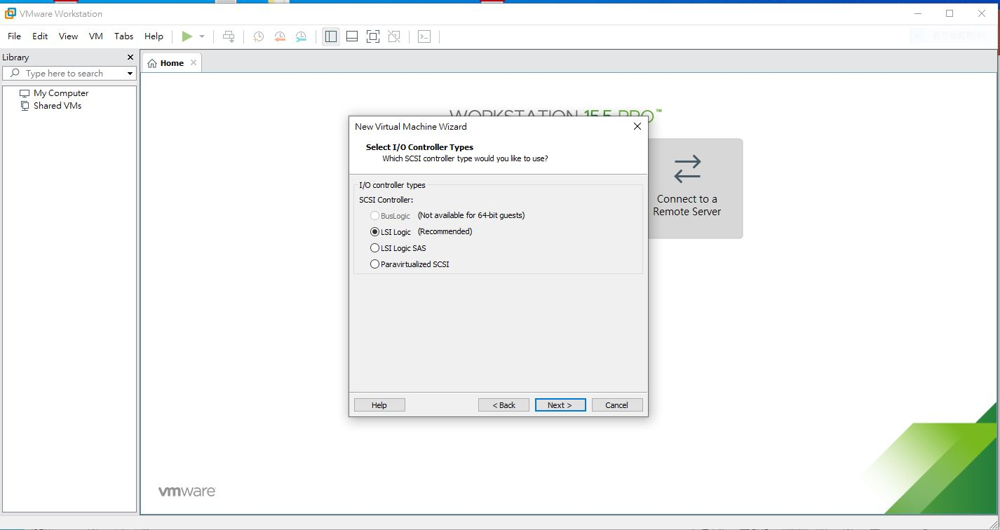 VMware Workstation
File Edit View VM Tabs Help
Library
Type here to search
My Computer
Shared VMs
Home
WORKSTATION 15.5 PRO™
New Virtual Machine Wizard
Select I/O Controller Types
Which SCSI controller type would you like to use?
I/O controller types
SCSI Controller:
BusLogic (Not available for 64-bit guests)
LSI Logic (Recommended)
LSI Logic SAS
Paravirtualized SCSI
Help < Back Next > Cancel
Connect to a
Remote Server
vmware